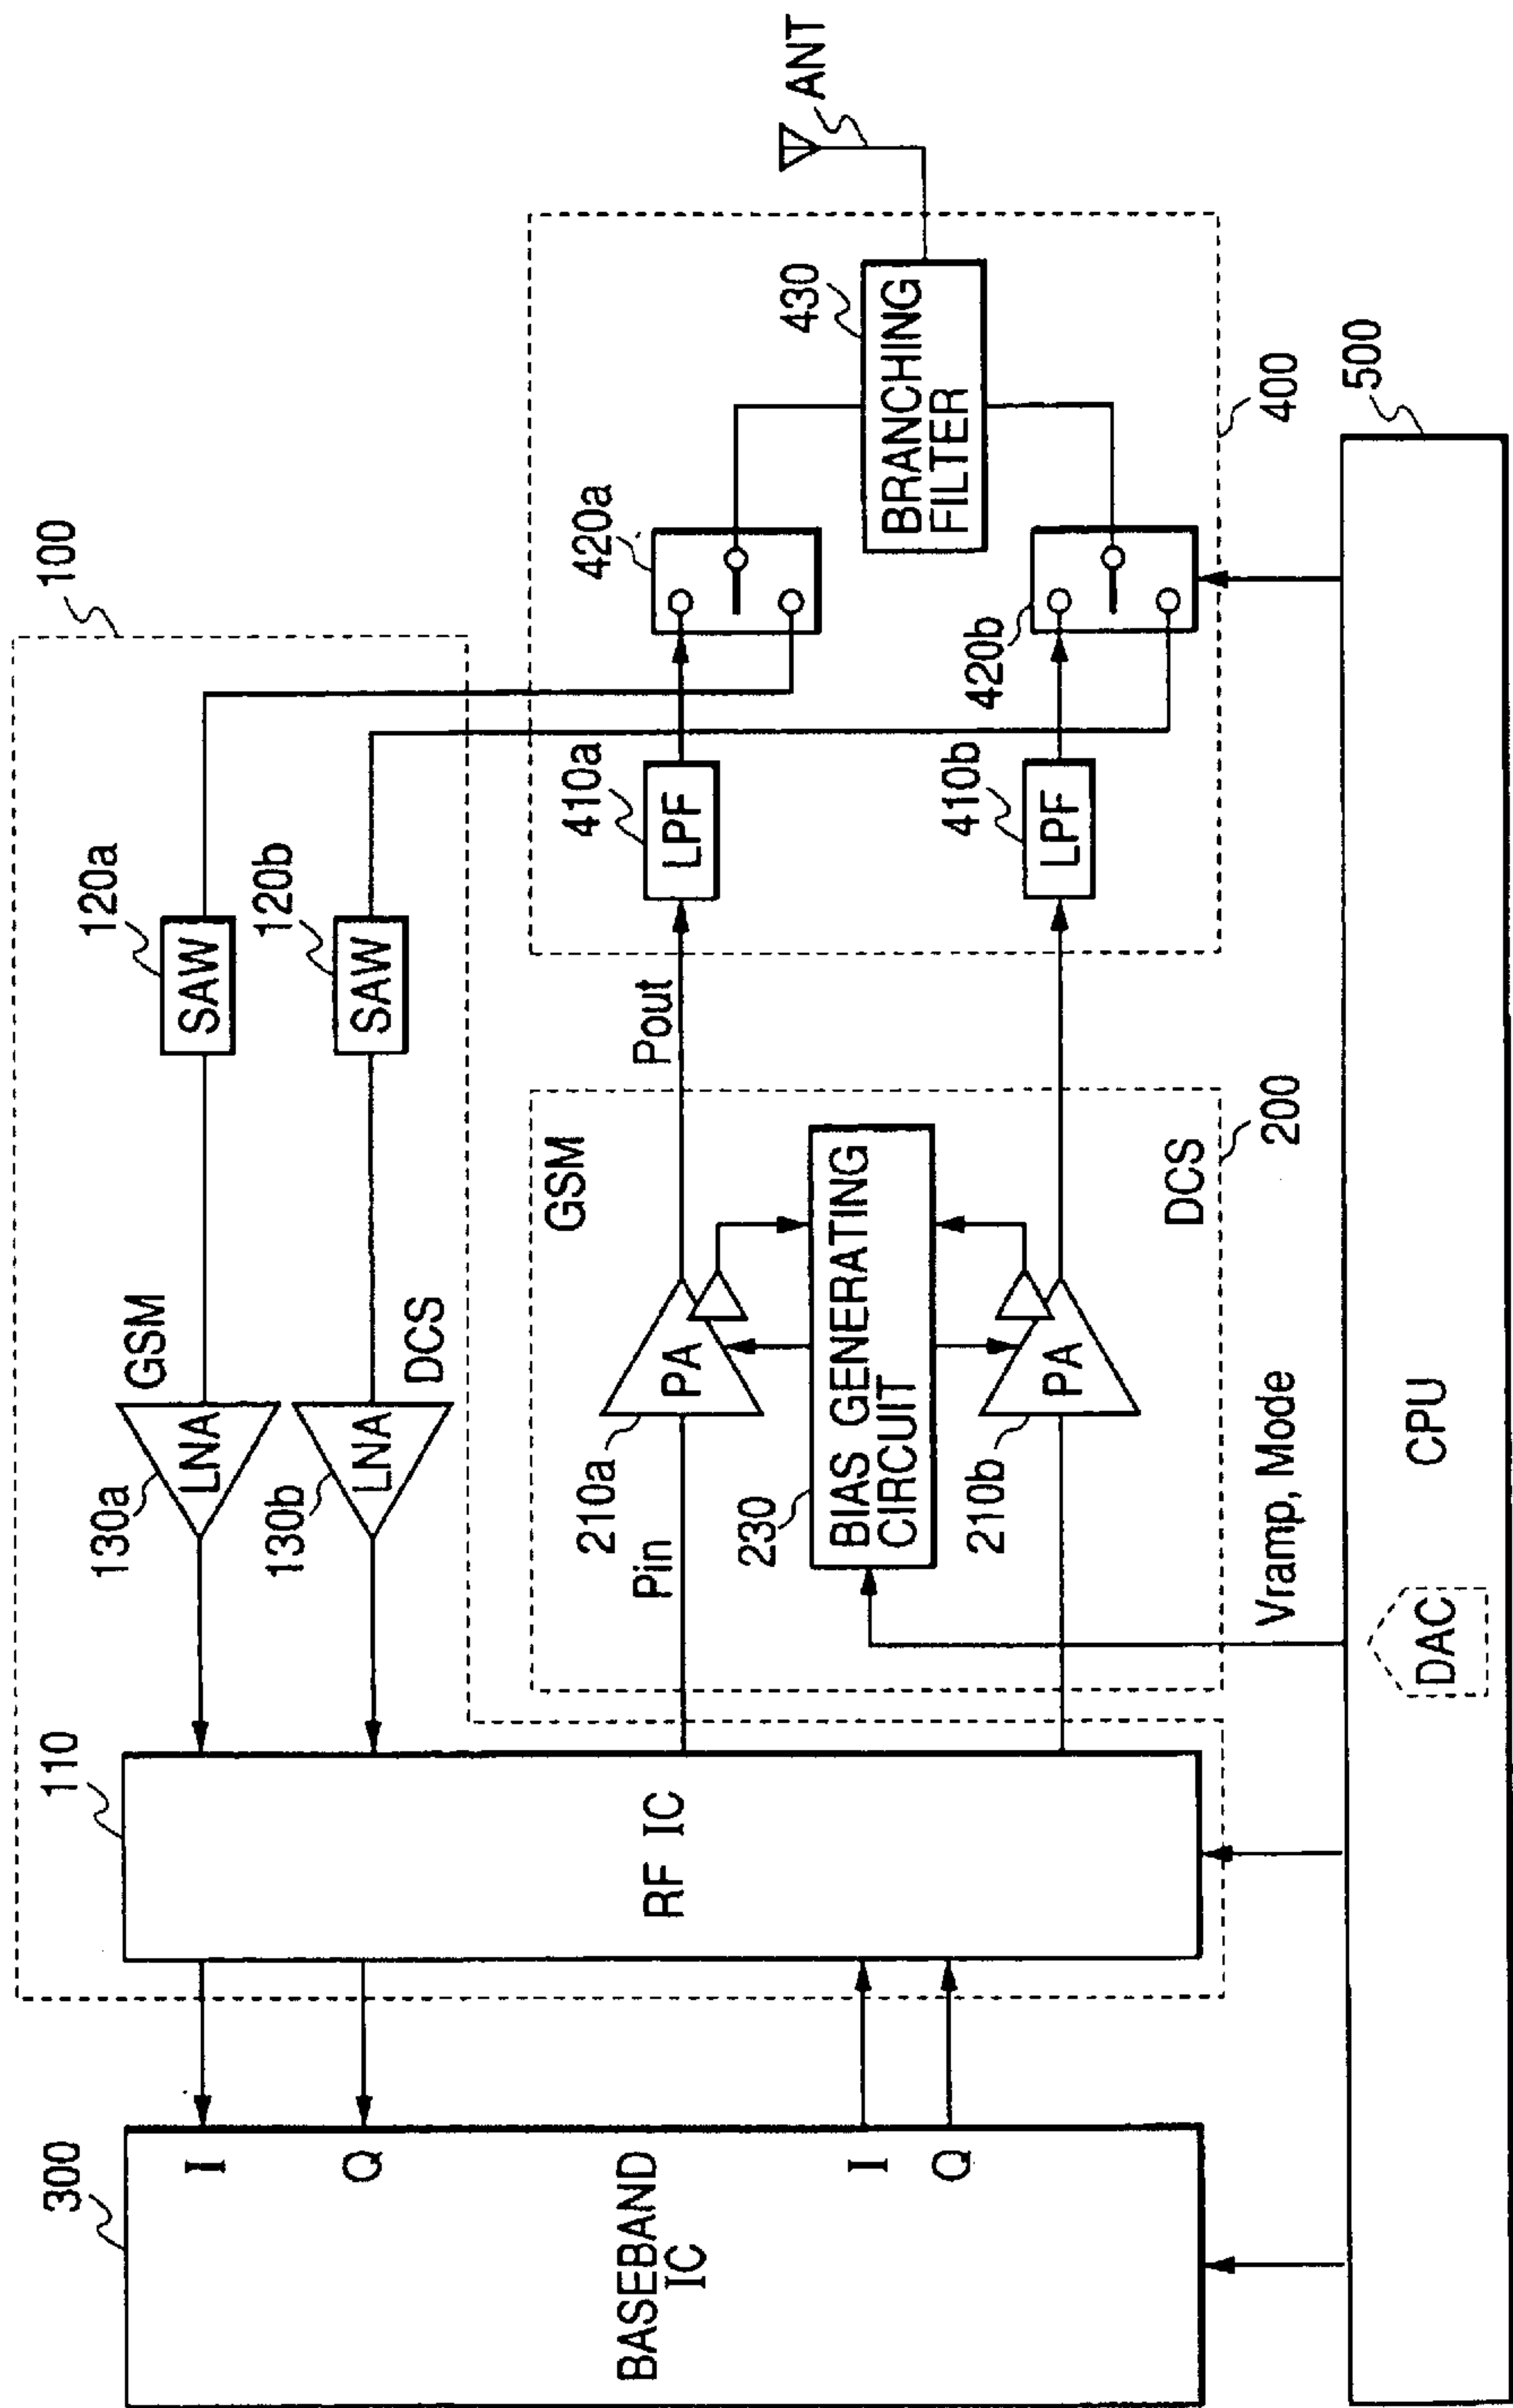 100
110
120a
SAW
GSM
130a
LNA
120b
SAW
DCS
130b
LNA
300
I
Q
BASEBAND
IC
I
Q
RF IC
GSM
Pin
210a
PA
Pout
230
BIAS GENERATING
CIRCUIT
210b
PA
DCS
200
410a
LPF
420a
410b
LPF
420b
430
BRANCHING
FILTER
400
ANT
Vramp, Mode
DAC
CPU
500